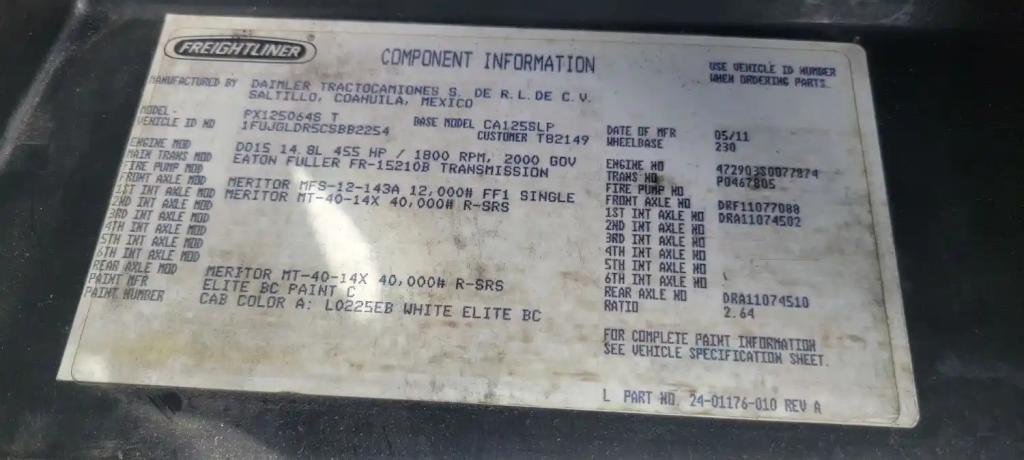 FREIGHTLINER
COMPONENT INFORMATION
USE VEHICLE ID NUMBER
WHEN ORDERING PARTS.
MANUFACTURED BY DAIMLER TRACTOCAMIONES S. DE R.L.DE C.V.
SALTILLO, COAHUILA, MEXICO
MODEL PX125064S T BASE MODEL CA125SLP DATE OF MFR 05/11
VEHICLE ID NO 1FUJGLDR5CSBB2254 CUSTOMER T82149 WHEELBASE 230
ENGINE MOD DD15 14.8L 455 HP / 1800 RPM, 2000 GOV ENGINE NO 472903S0077874
MAIN TRANS MOD EATON FULLER FR-15210B TRANSMISSION TRANS NO P0467805
FIRE PUMP MOD FIRE PUMP NO
FRONT AXLE MOD MERITOR MFS-12-143A 12,000# FF1 SINGLE FRONT AXLE NO DRF11077088
1ST INT AXLE MOD MERITOR MT-40-14X 40,000# R-SRS 1ST INT AXLE NO DRA11074502
2ND INT AXLE MOD 2ND INT AXLE NO
3RD INT AXLE MOD 3RD INT AXLE NO
4TH INT AXLE MOD 4TH INT AXLE NO
5TH INT AXLE MOD 5TH INT AXLE NO
6TH INT AXLE MOD 6TH INT AXLE NO
REAR AXLE MOD MERITOR MT-40-14X 40,000# R-SRS REAR AXLE NO DRA11074510
PAINT MFR ELITE BC PAINT C RATIO 2.64
PAINT NUMBER CAB COLOR A: L0225EB WHITE ELITE BC
FOR COMPLETE PAINT INFORMATION
SEE VEHICLE SPECIFICATION SHEET.
L PART NO. 24-01176-010 REV A